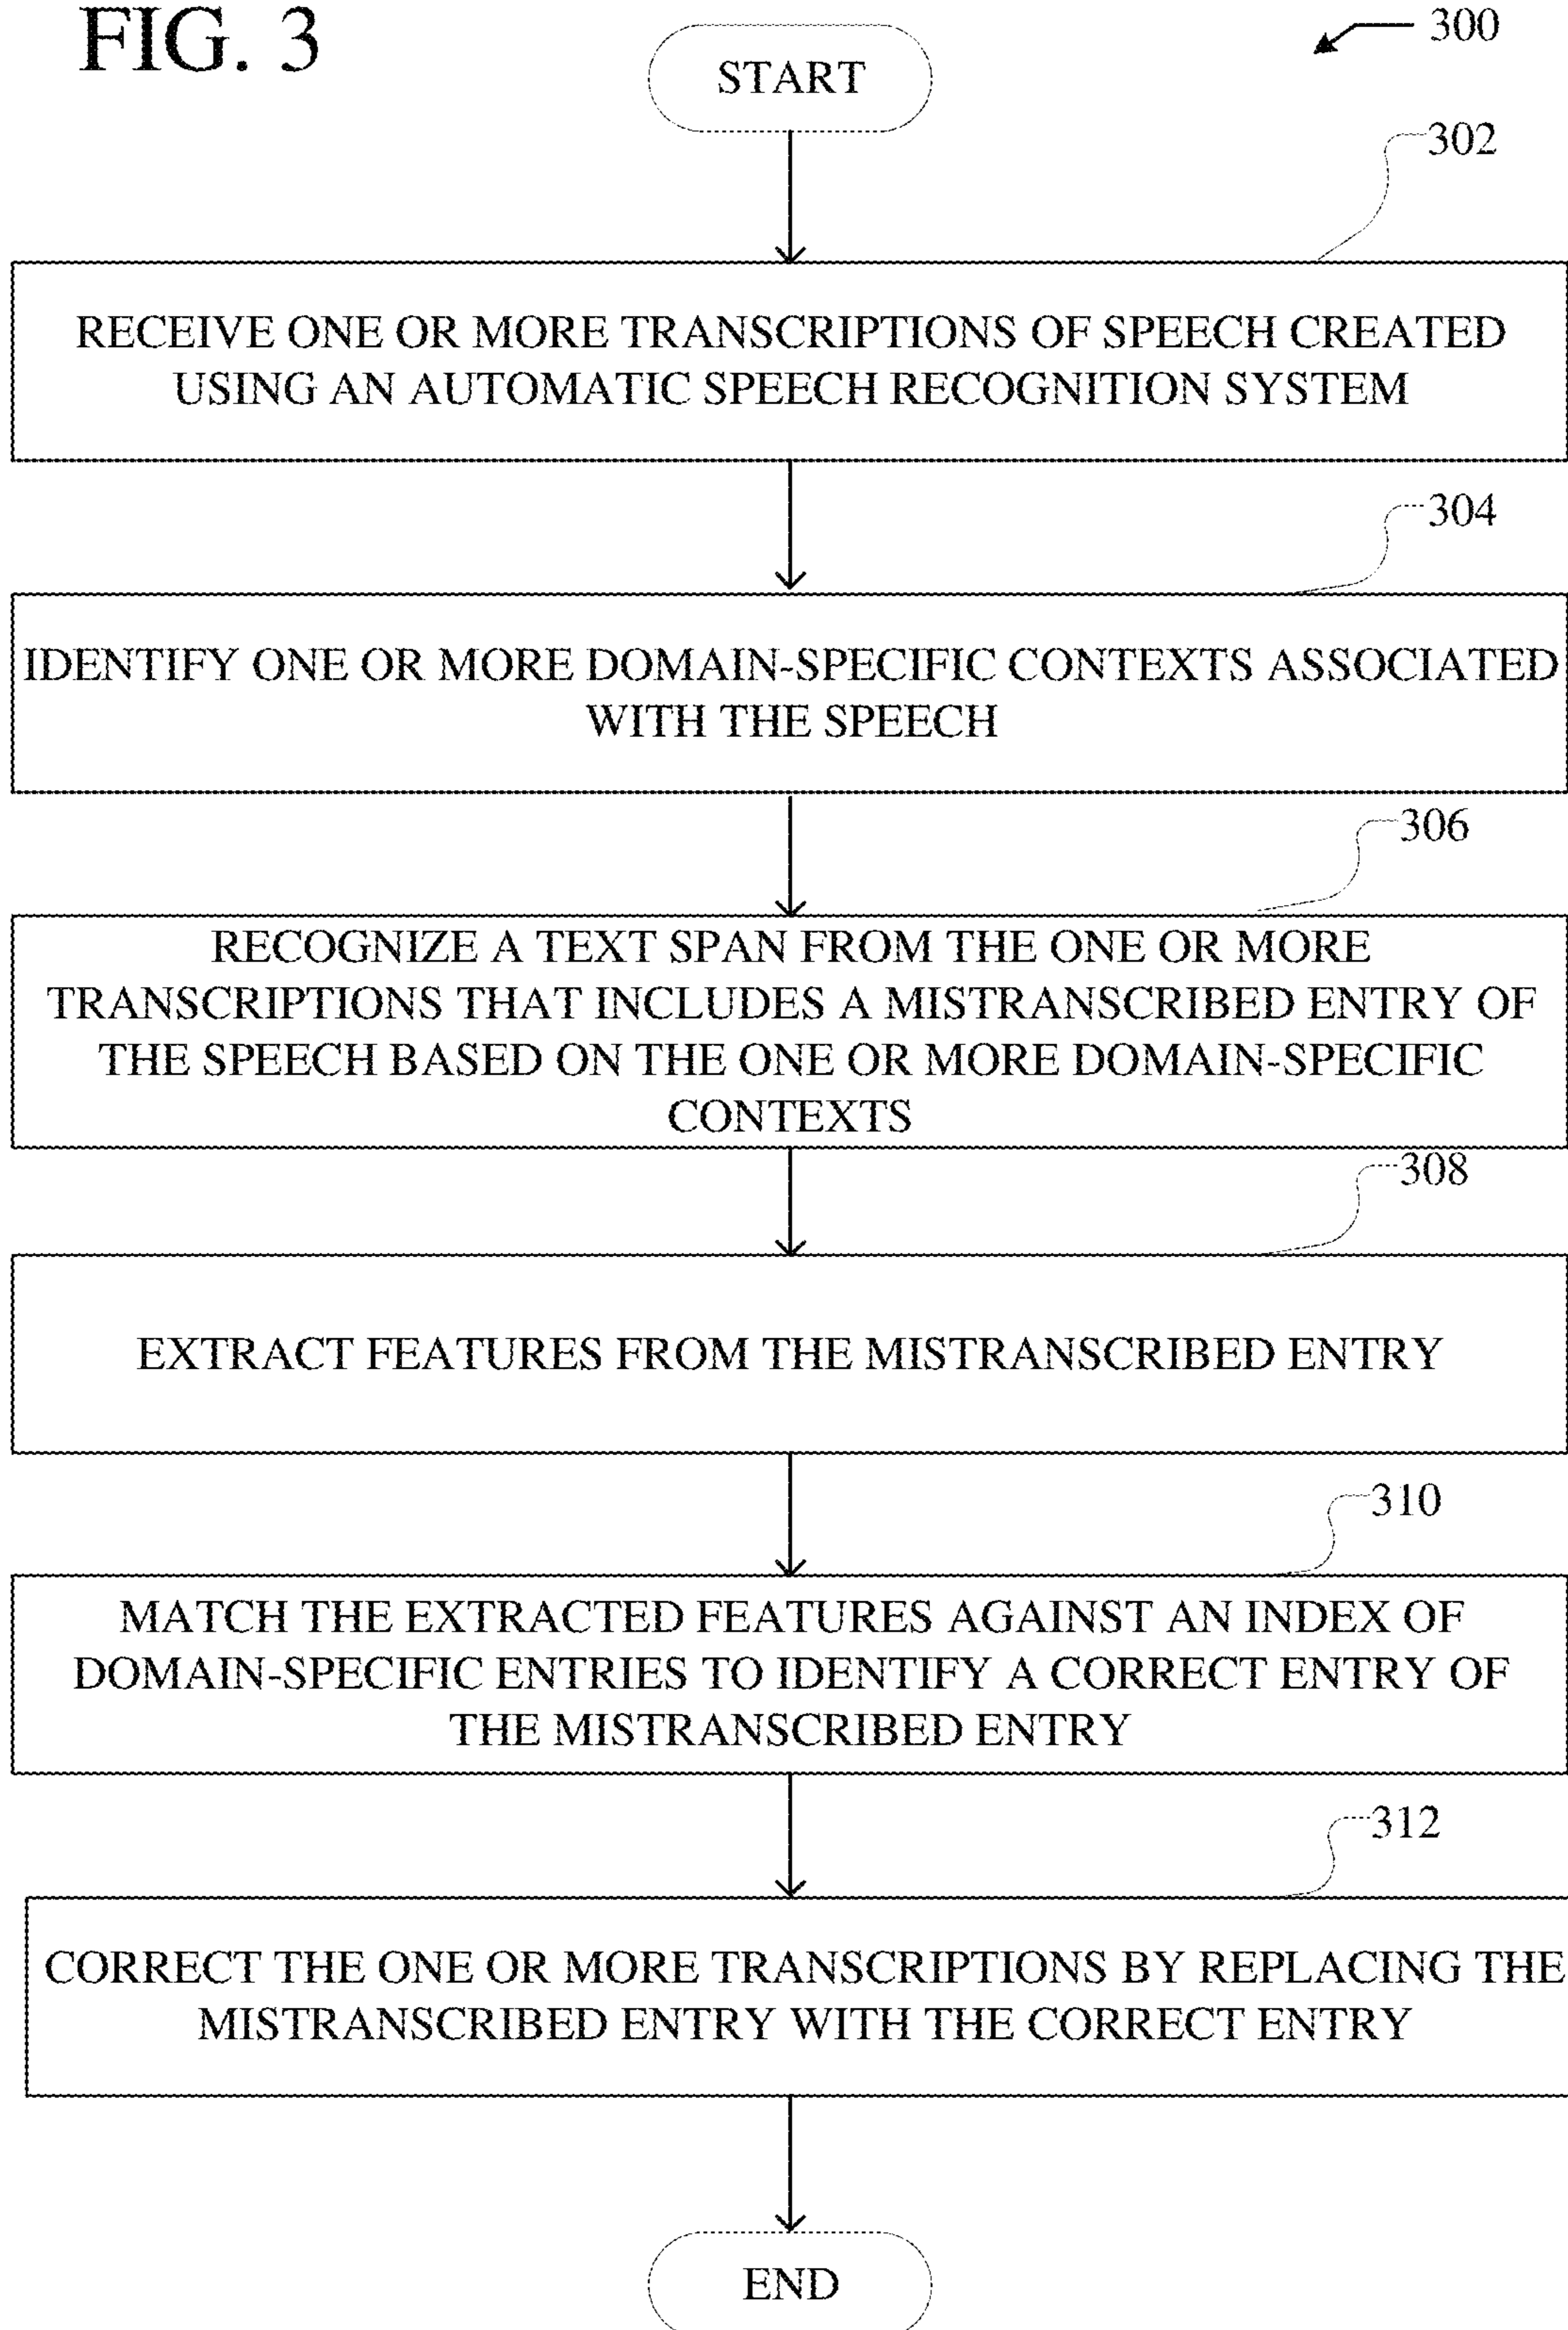 FIG. 3
START
300
302
RECEIVE ONE OR MORE TRANSCRIPTIONS OF SPEECH CREATED
USING AN AUTOMATIC SPEECH RECOGNITION SYSTEM
304
IDENTIFY ONE OR MORE DOMAIN-SPECIFIC CONTEXTS ASSOCIATED
WITH THE SPEECH
306
RECOGNIZE A TEXT SPAN FROM THE ONE OR MORE
TRANSCRIPTIONS THAT INCLUDES A MISTRANSCRIBED ENTRY OF
THE SPEECH BASED ON THE ONE OR MORE DOMAIN-SPECIFIC
CONTEXTS
308
EXTRACT FEATURES FROM THE MISTRANSCRIBED ENTRY
310
MATCH THE EXTRACTED FEATURES AGAINST AN INDEX OF
DOMAIN-SPECIFIC ENTRIES TO IDENTIFY A CORRECT ENTRY OF
THE MISTRANSCRIBED ENTRY
312
CORRECT THE ONE OR MORE TRANSCRIPTIONS BY REPLACING THE
MISTRANSCRIBED ENTRY WITH THE CORRECT ENTRY
END